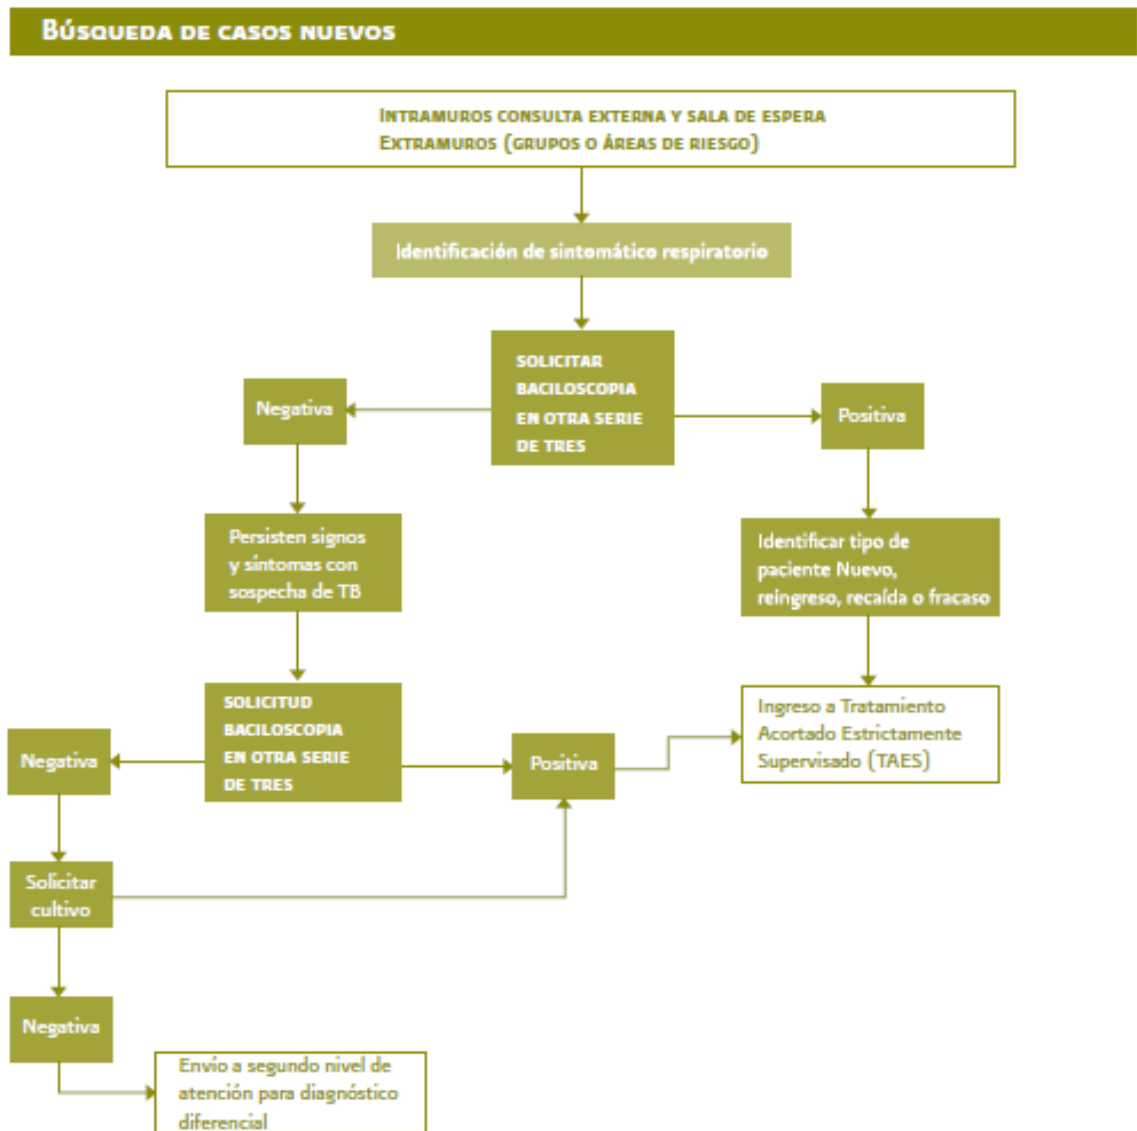 BÚSQUEDA DE CASOS NUEVOS
INTRAMUROS CONSULTA EXTERNA Y SALA DE ESPERA
EXTRAMUROS (GRUPOS O ÁREAS DE RIESGO)
Identificación de sintomático respiratorio
SOLICITAR
BACILOSCOPIA
EN OTRA SERIE
DE TRES
Negativa
Positiva
Persisten signos
y síntomas con
sospecha de TB
Identificar tipo de
paciente Nuevo,
reingreso, recaída o fracaso
SOLICITUD
BACILOSCOPIA
EN OTRA SERIE
DE TRES
Negativa
Positiva
Ingreso a Tratamiento
Acortado Estrictamente
Supervisado (TAES)
Solicitar
cultivo
Negativa
Envío a segundo nivel de
atención para diagnóstico
diferencial